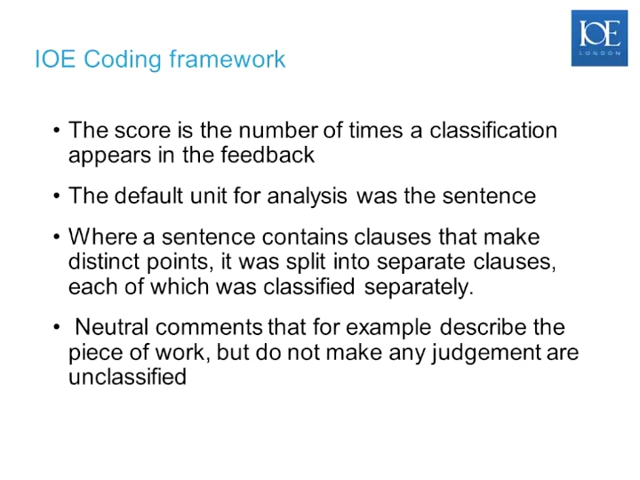 IOE
LONDON
IOE Coding framework
• The score is the number of times a classification
appears in the feedback
• The default unit for analysis was the sentence
• Where a sentence contains clauses that make
distinct points, it was split into separate clauses,
each of which was classified separately.
• Neutral comments that for example describe the
piece of work, but do not make any judgement are
unclassified